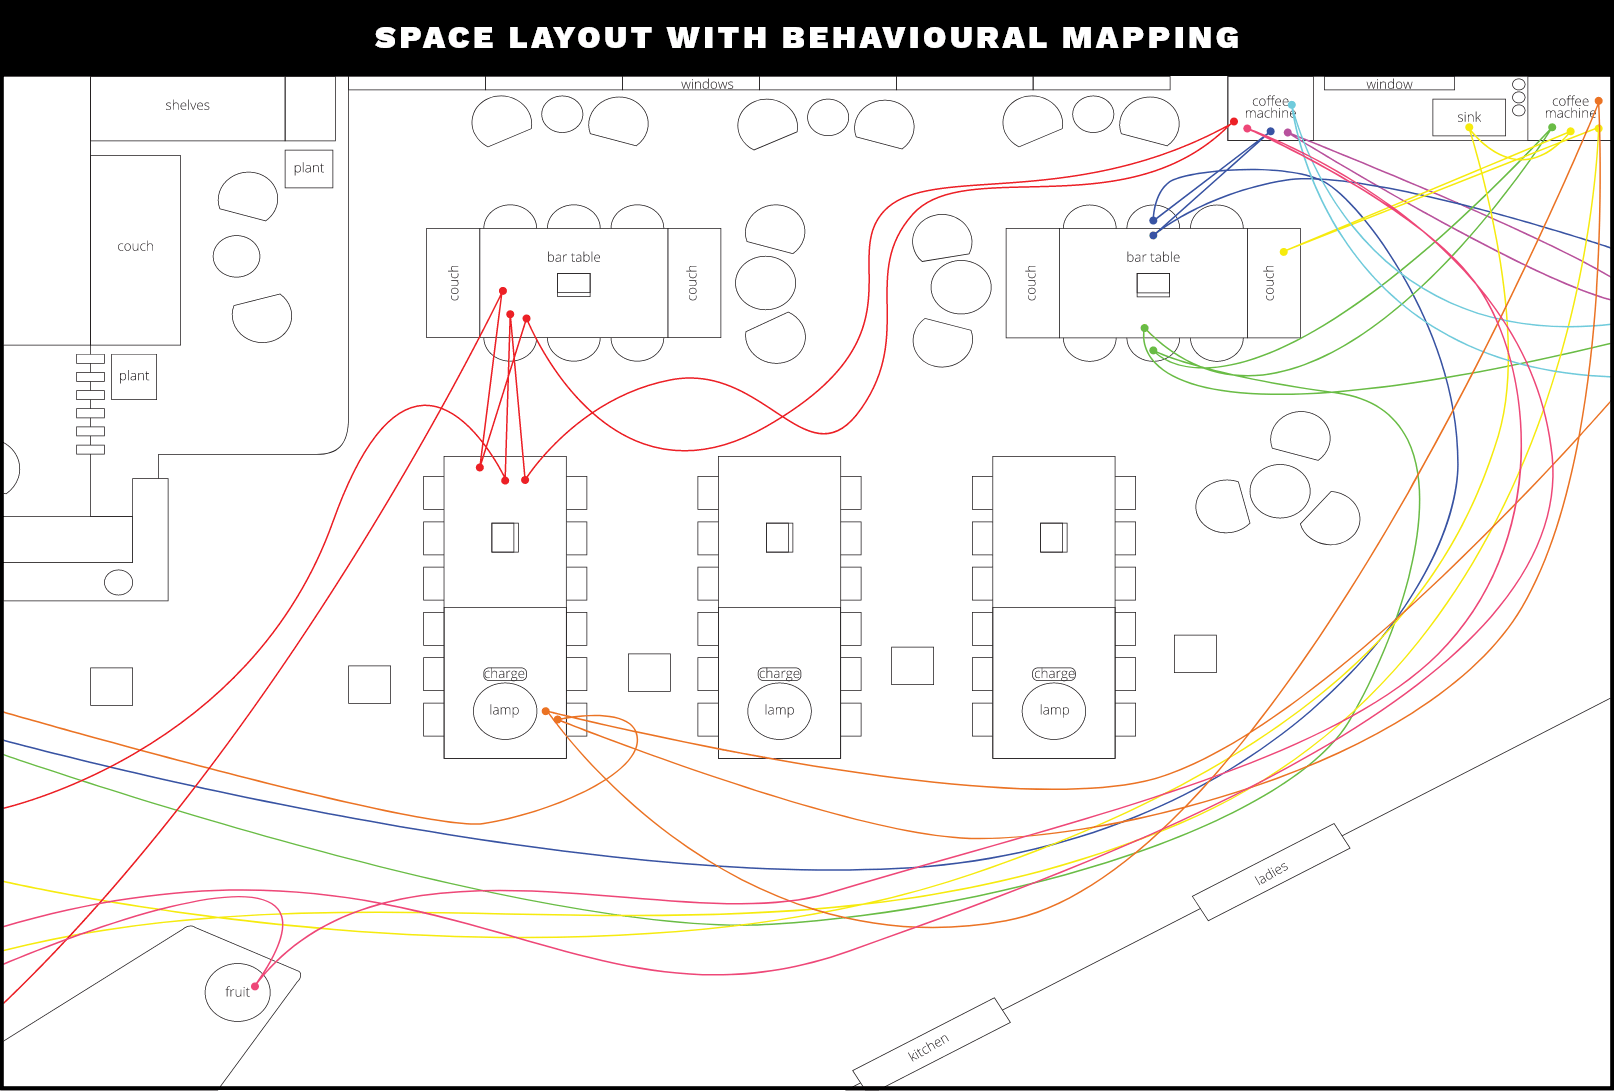 SPACE LAYOUT WITH BEHAVIOURAL MAPPING
windows
window
shelves
coffee
machine
sink
coffee
machine
plant
couch
bar table
couch
couch
bar table
couch
couch
plant
charge
charge
charge
lamp
lamp
lamp
ladies
fruit
kitchen